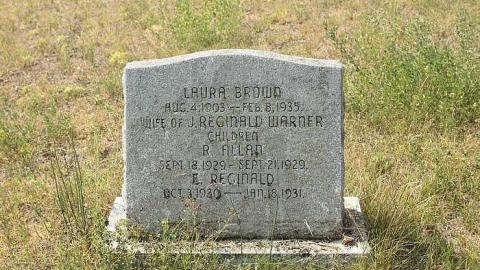 LAURA BROWN
AUG. 4, 1903 — FEB. 8, 1935.
WIFE OF J. REGINALD WARNER
CHILDREN
R. ALLAN
SEPT. 18, 1929 - SEPT. 21, 1929.
E. REGINALD
OCT. 3, 1930 — JAN. 18, 1931.